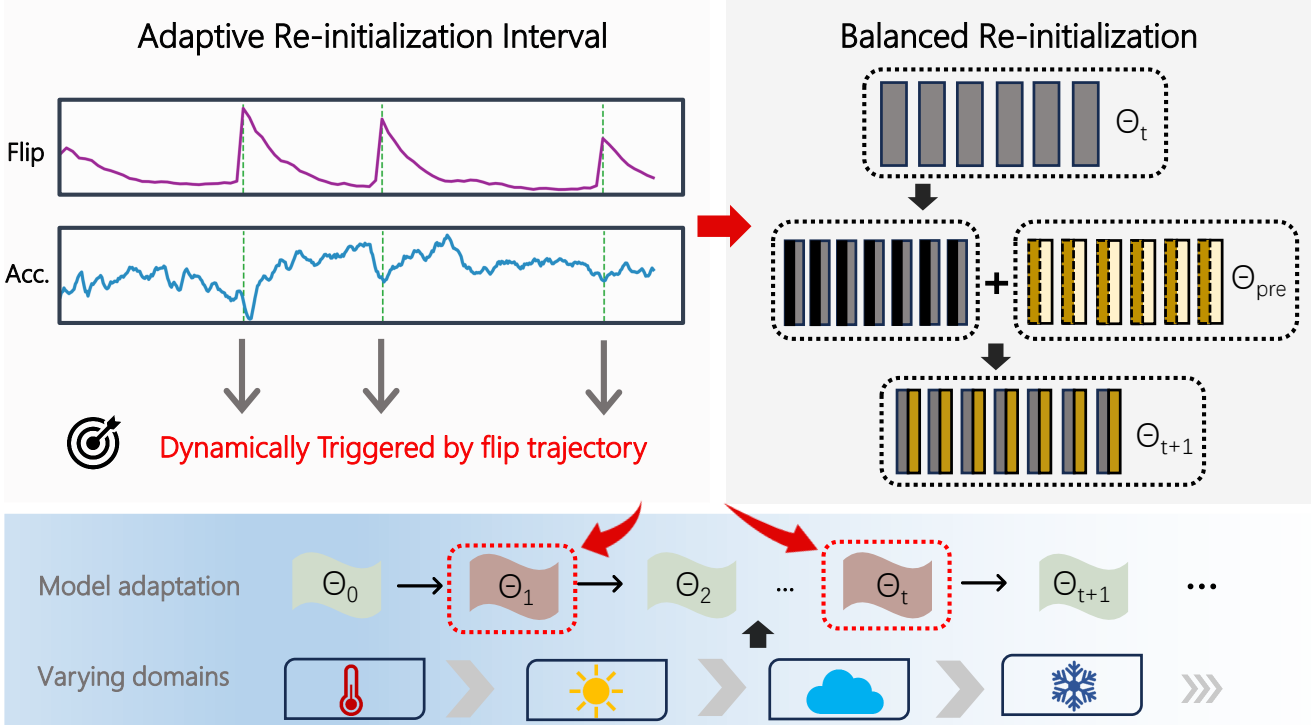 Adaptive Re-initialization Interval
Flip
Acc.
Dynamically Triggered by flip trajectory
Balanced Re-initialization
Θt
+
Θpre
Θt+1
Model adaptation
Θ0
Θ1
Θ2
...
Θt
Θt+1
...
Varying domains